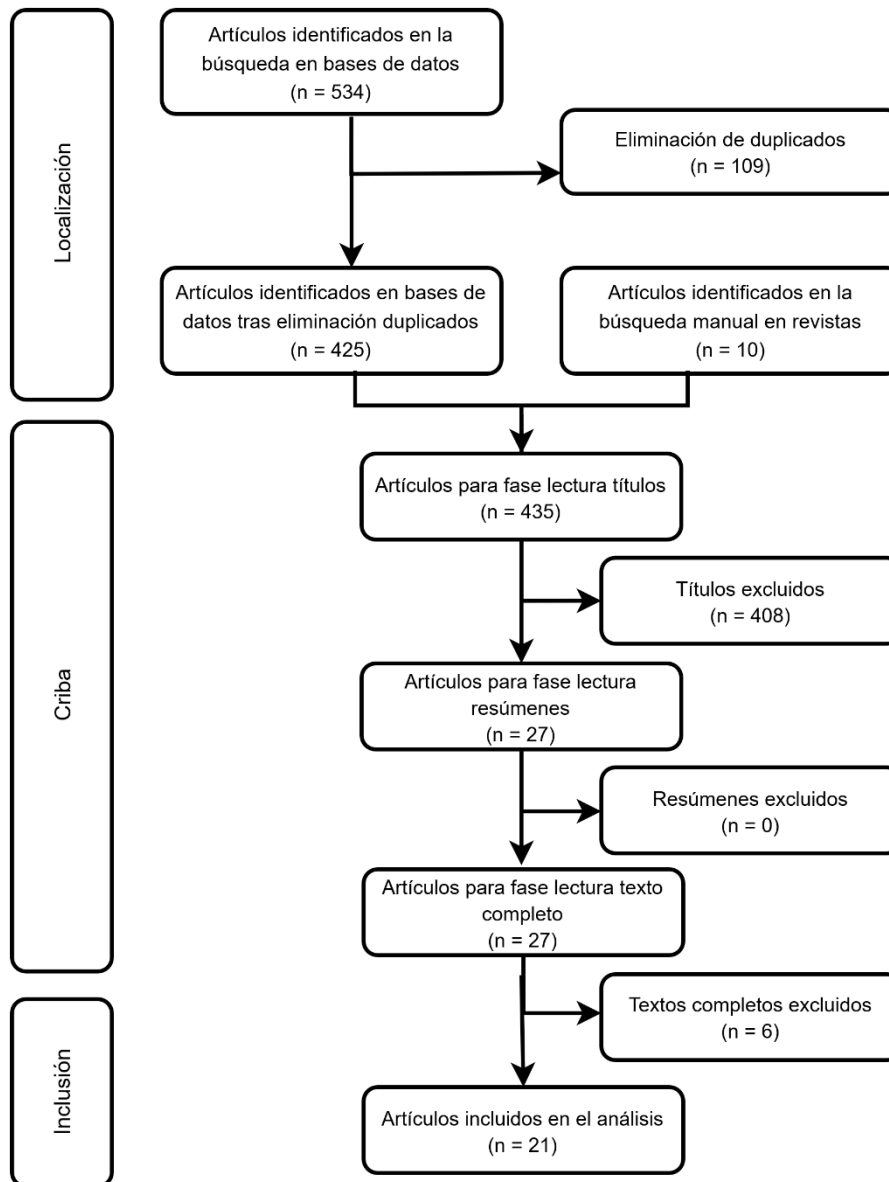 Localización
Artículos identificados en la
búsqueda en bases de datos
(n = 534)
Eliminación de duplicados
(n = 109)
Artículos identificados en bases de
datos tras eliminación duplicados
(n = 425)
Artículos identificados en la
búsqueda manual en revistas
(n = 10)
Criba
Artículos para fase lectura títulos
(n = 435)
Títulos excluidos
(n = 408)
Artículos para fase lectura
resúmenes
(n = 27)
Resúmenes excluidos
(n = 0)
Artículos para fase lectura texto
completo
(n = 27)
Inclusión
Textos completos excluidos
(n = 6)
Artículos incluidos en el análisis
(n = 21)